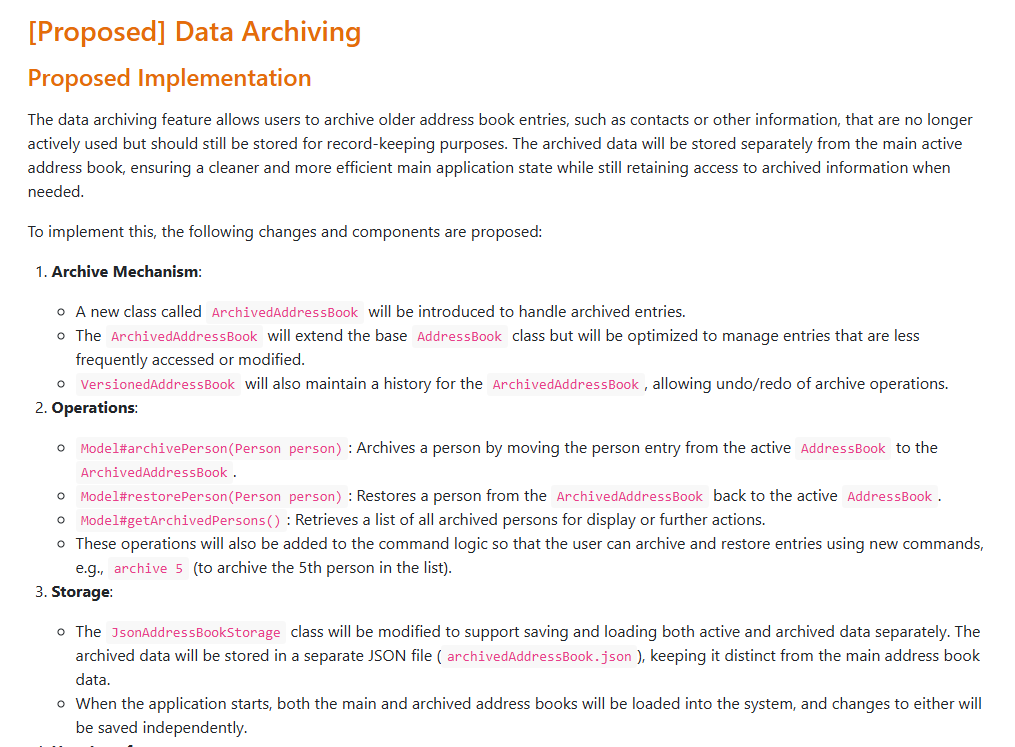 [Proposed] Data Archiving
Proposed Implementation
The data archiving feature allows users to archive older address book entries, such as contacts or other information, that are no longer
actively used but should still be stored for record-keeping purposes. The archived data will be stored separately from the main active
address book, ensuring a cleaner and more efficient main application state while still retaining access to archived information when
needed.
To implement this, the following changes and components are proposed:
1. Archive Mechanism:
A new class called ArchivedAddressBook will be introduced to handle archived entries.
The ArchivedAddressBook will extend the base AddressBook class but will be optimized to manage entries that are less
frequently accessed or modified.
VersionedAddressBook will also maintain a history for the ArchivedAddressBook , allowing undo/redo of archive operations.
2. Operations:
Model#archivePerson(Person person) : Archives a person by moving the person entry from the active AddressBook to the
ArchivedAddressBook .
Model#restorePerson(Person person) : Restores a person from the ArchivedAddressBook back to the active AddressBook .
Model#getArchivedPersons() : Retrieves a list of all archived persons for display or further actions.
These operations will also be added to the command logic so that the user can archive and restore entries using new commands,
e.g., archive 5 (to archive the 5th person in the list).
3. Storage:
The JsonAddressBookStorage class will be modified to support saving and loading both active and archived data separately. The
archived data will be stored in a separate JSON file ( archivedAddressBook.json ), keeping it distinct from the main address book
data.
When the application starts, both the main and archived address books will be loaded into the system, and changes to either will
be saved independently.